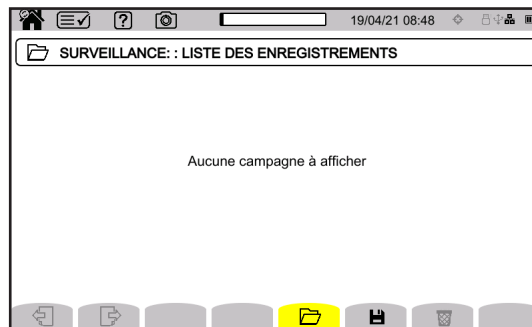 19/04/21 08:48
SURVEILLANCE: : LISTE DES ENREGISTREMENTS
Aucune campagne à afficher